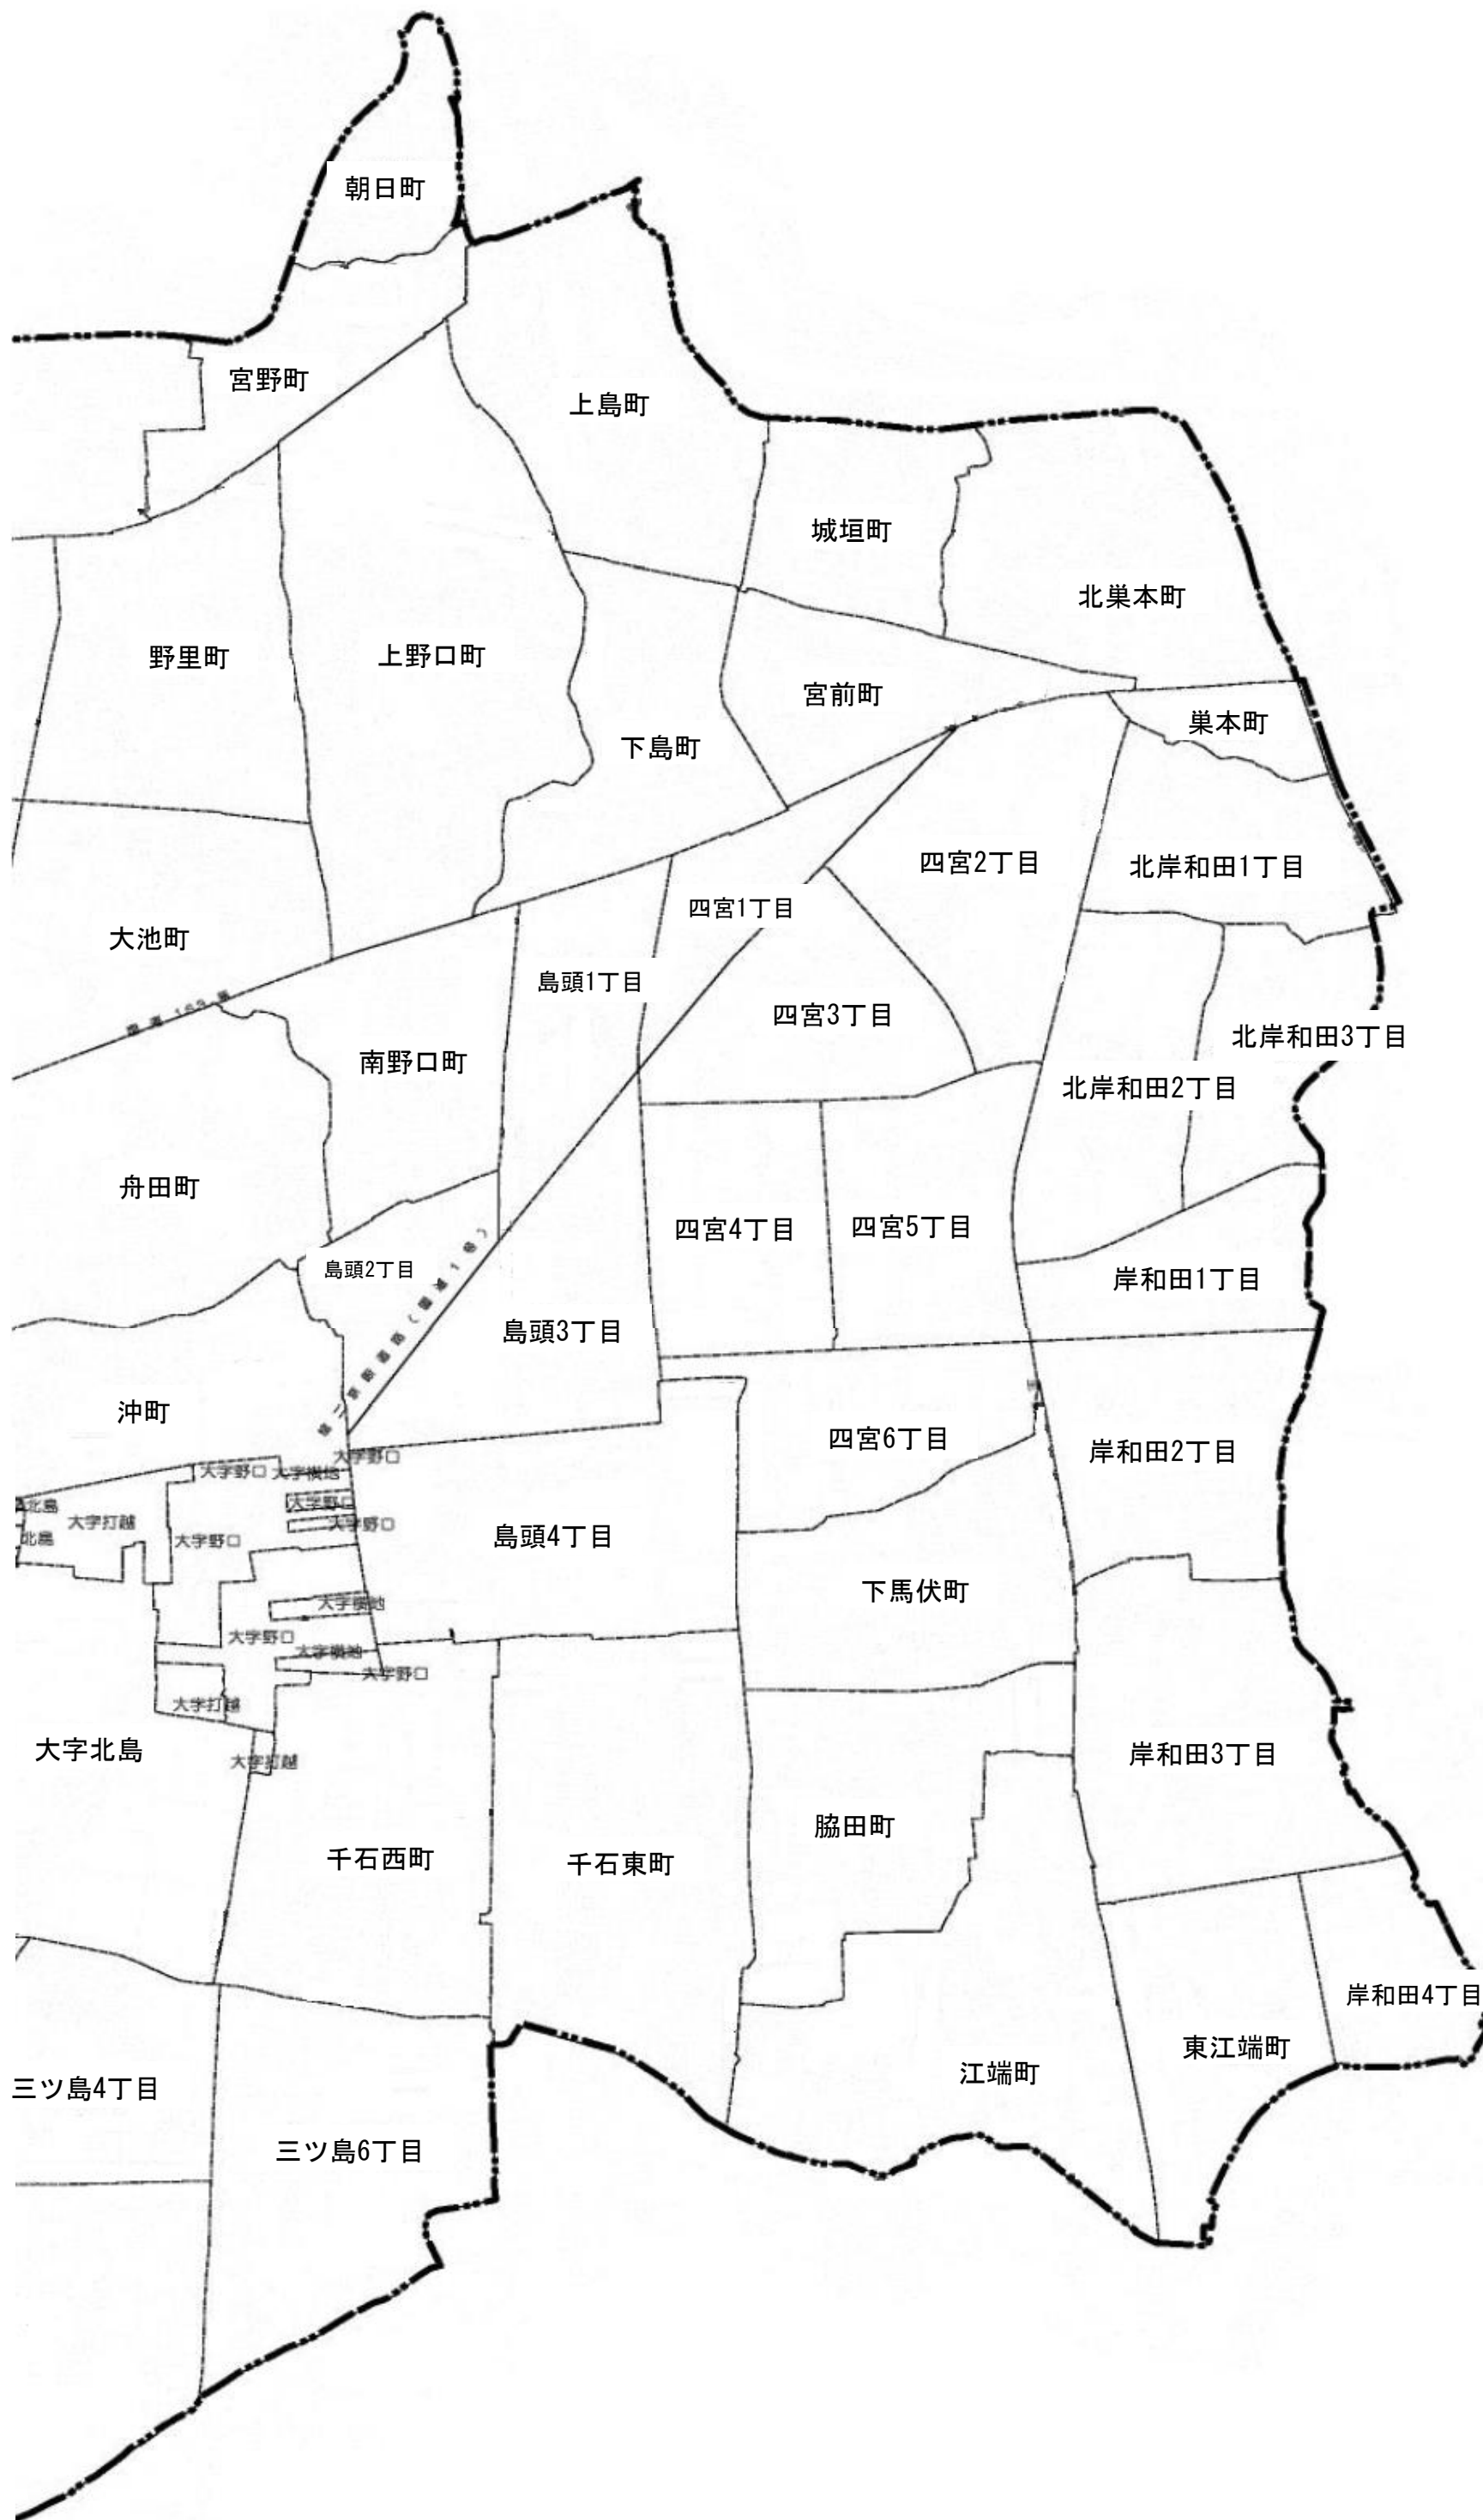 朝日町
宮野町
上島町
城垣町
北巣本町
野里町
上野口町
宮前町
巣本町
下島町
四宮2丁目
北岸和田1丁目
四宮1丁目
大池町
島頭1丁目
国道163号
四宮3丁目
北岸和田3丁目
南野口町
北岸和田2丁目
舟田町
四宮4丁目
四宮5丁目
島頭2丁目
岸和田1丁目
島頭3丁目
沖町
四宮6丁目
岸和田2丁目
大字野口
大字野口
大字横地
北島
大字野口
大字打越
大字野口
北島
大字野口
島頭4丁目
下馬伏町
大字横地
大字野口
大字横地
大字野口
大字打越
大字北島
大字打越
岸和田3丁目
脇田町
千石西町
千石東町
岸和田4丁目
東江端町
江端町
三ツ島4丁目
三ツ島6丁目